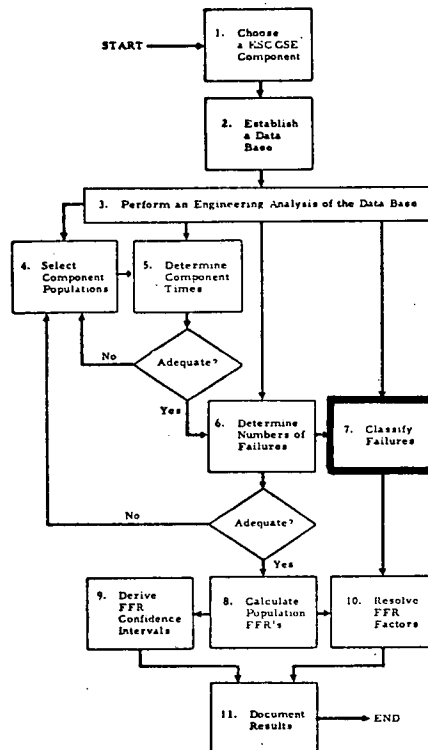 START
1. Choose
a KSC GSE
Component
2. Establish
a Data
Base
3. Perform an Engineering Analysis of the Data Base
4. Select
Component
Populations
5. Determine
Component
Times
No
Adequate?
Yes
6. Determine
Numbers of
Failures
7. Classify
Failures
No
Adequate?
Yes
9. Derive
FFR
Confidence
Intervals
8. Calculate
Population
FFR's
10. Resolve
FFR
Factors
11. Document
Results
END